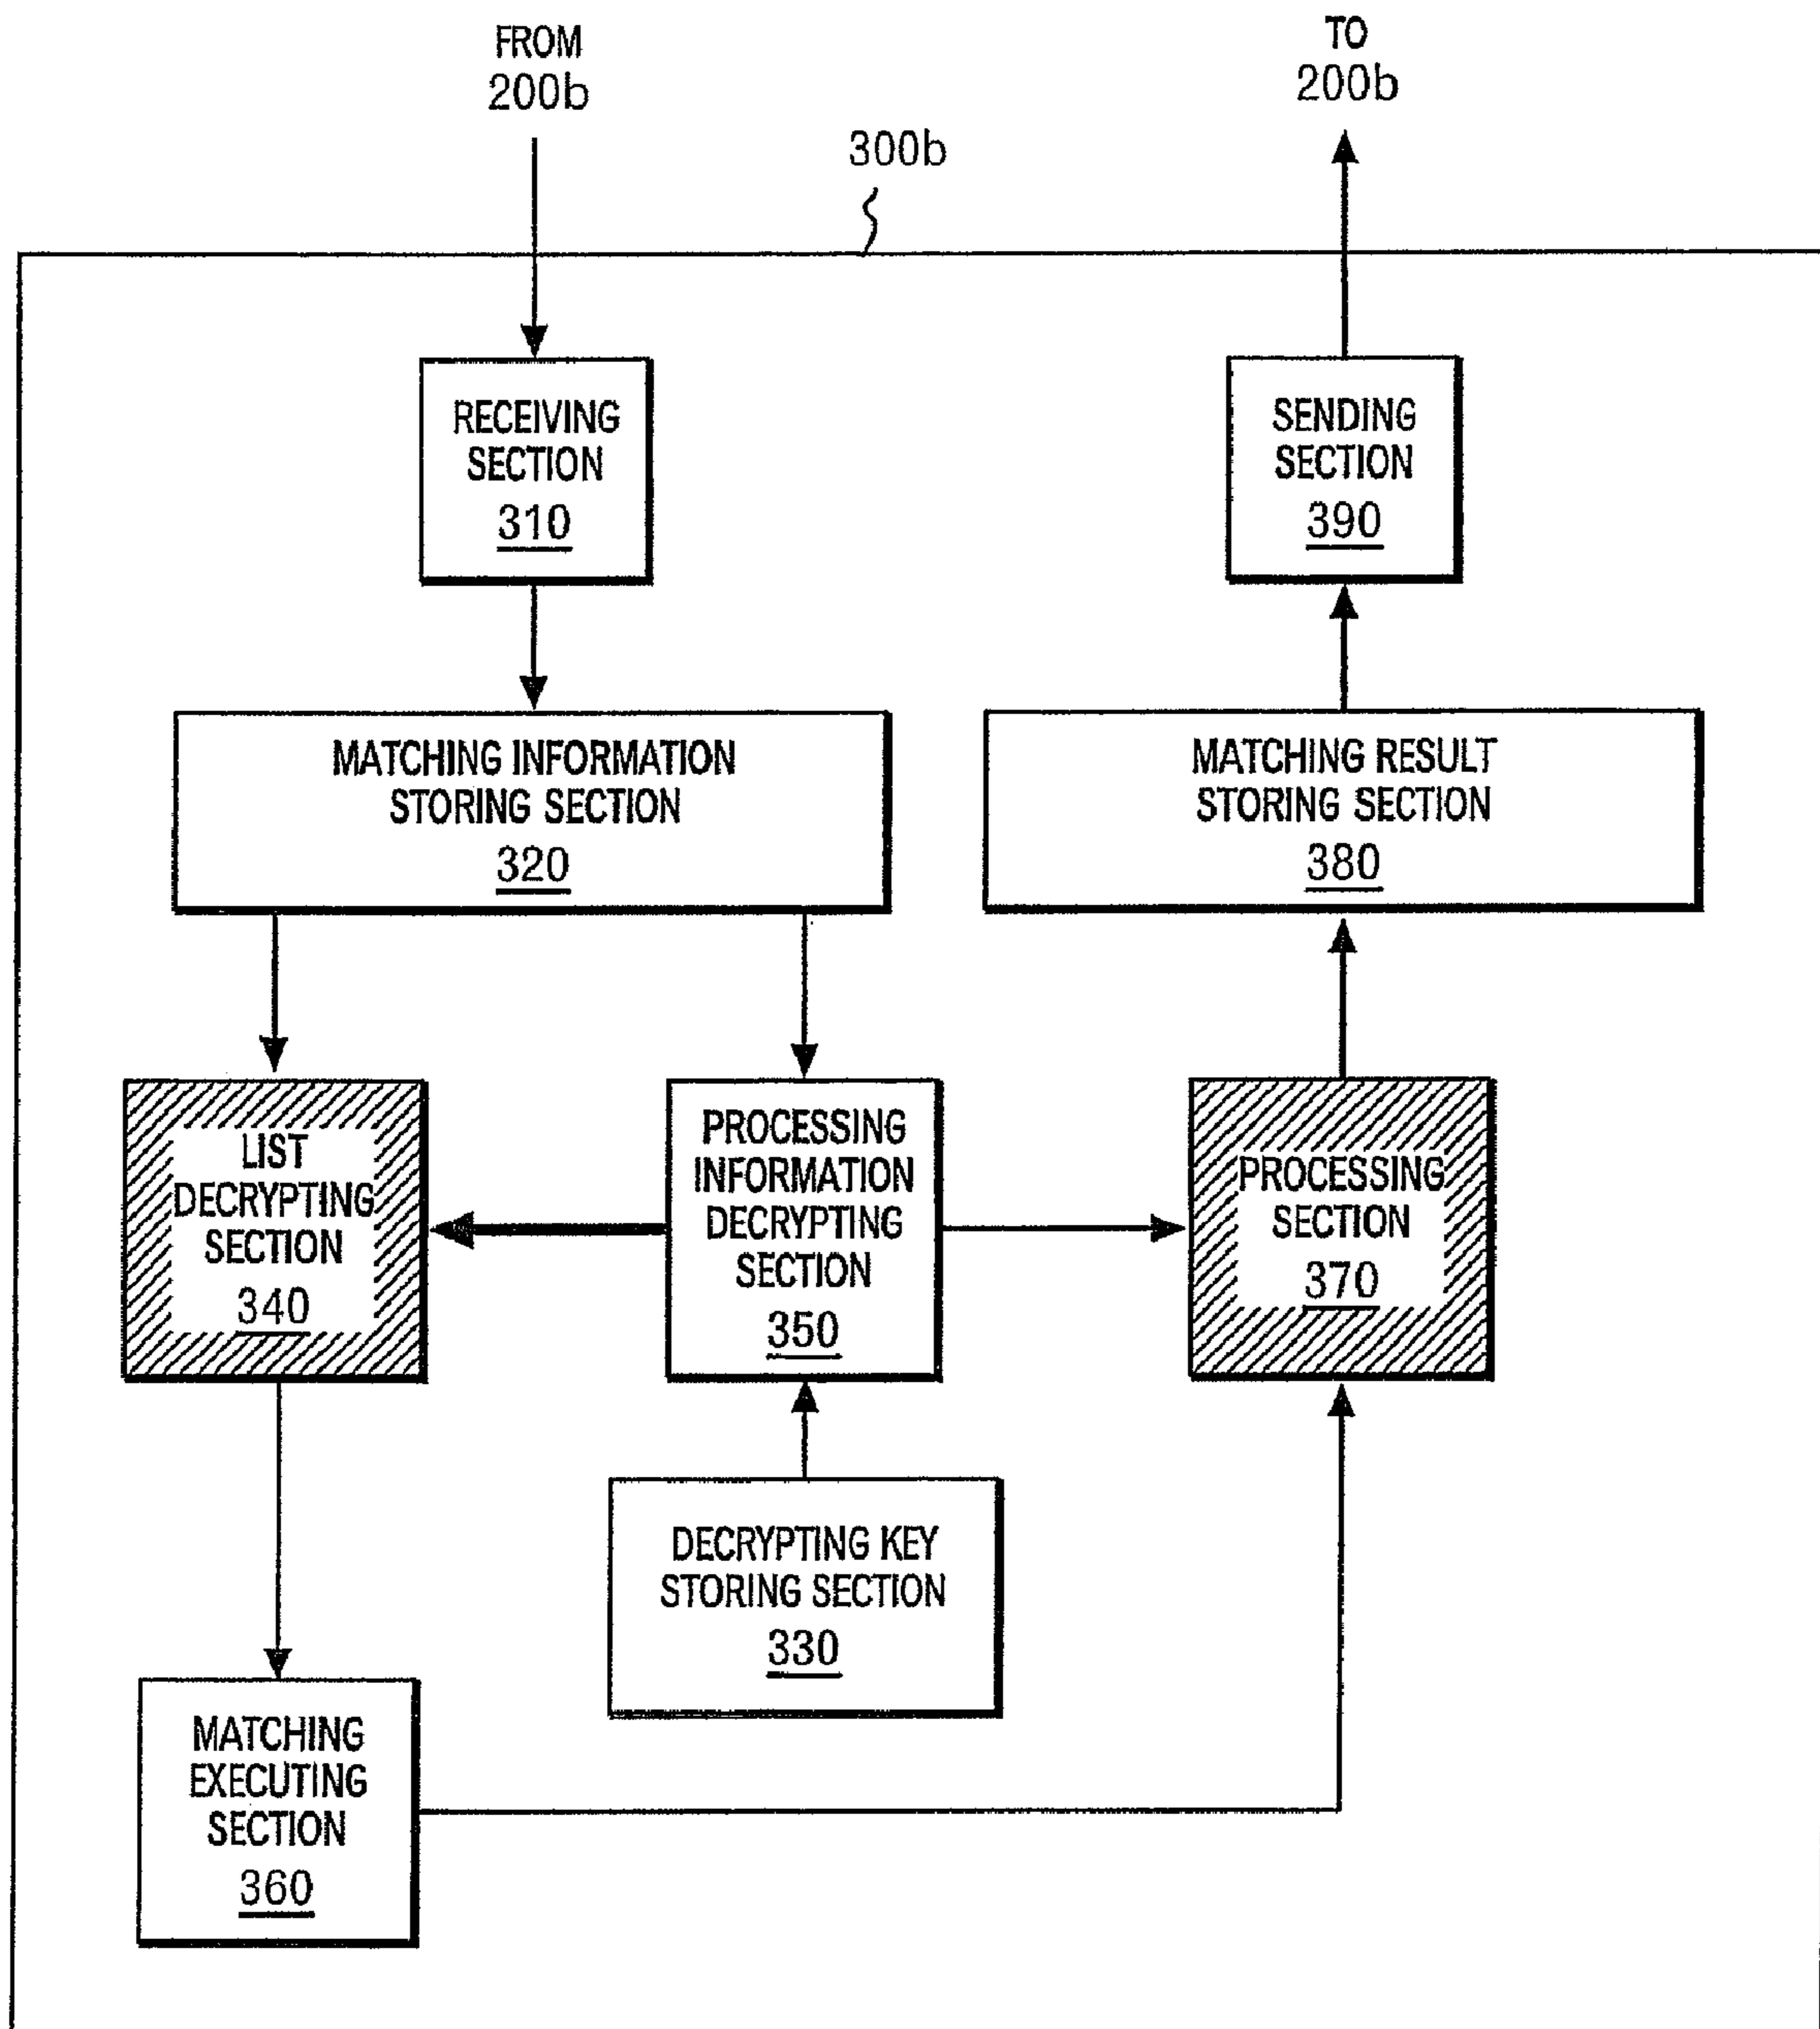 FROM
200b
TO
200b
300b
RECEIVING
SECTION
310
SENDING
SECTION
390
MATCHING INFORMATION
STORING SECTION
320
MATCHING RESULT
STORING SECTION
380
LIST
DECRYPTING
SECTION
340
PROCESSING
INFORMATION
DECRYPTING
SECTION
350
PROCESSING
SECTION
370
DECRYPTING KEY
STORING SECTION
330
MATCHING
EXECUTING
SECTION
360